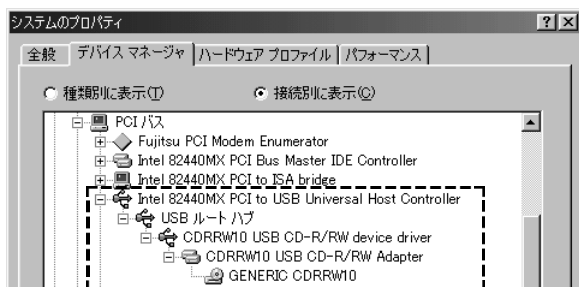 システムのプロパティ
全般 デバイス マネージャ ハードウェア プロファイル パフォーマンス
種類別に表示(T) 接続別に表示(C)
PCI バス
Fujitsu PCI Modem Enumerator
Intel 82440MX PCI Bus Master IDE Controller
Intel 82440MX PCI to ISA bridge
Intel 82440MX PCI to USB Universal Host Controller
USB ルート ハブ
CDRRW10 USB CD-R/RW device driver
CDRRW10 USB CD-R/RW Adapter
GENERIC CDRRW10